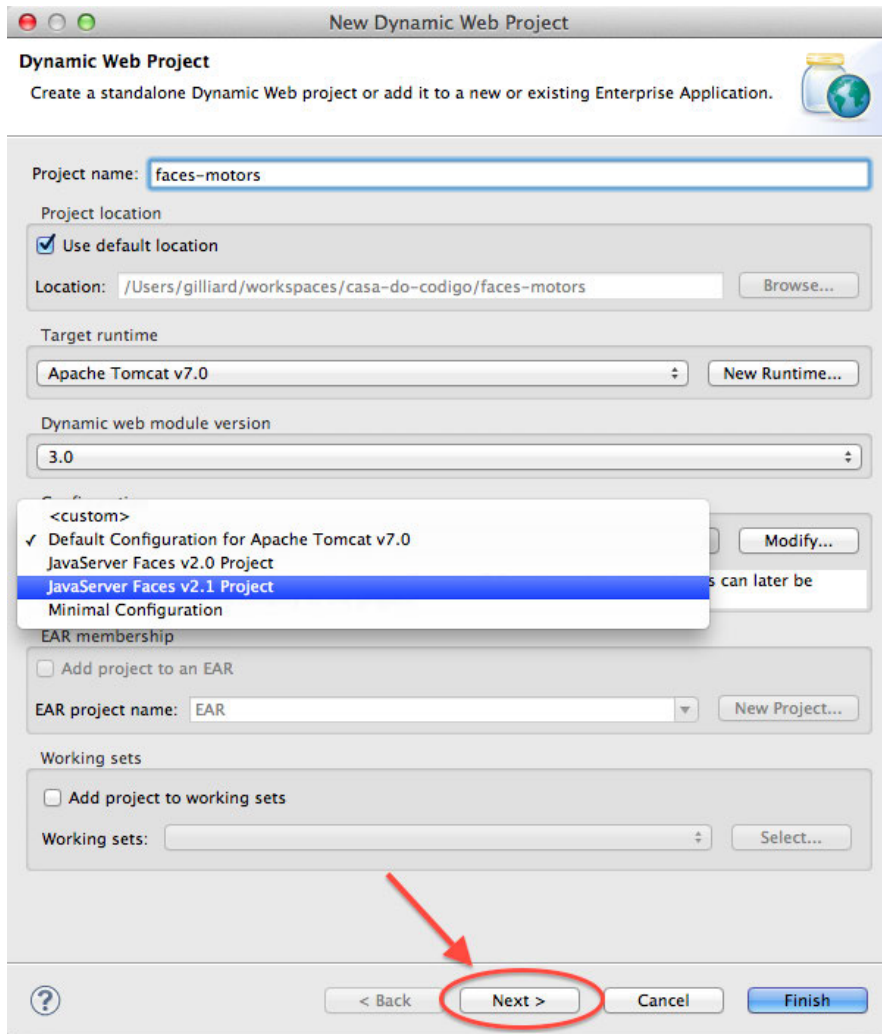 New Dynamic Web Project
Dynamic Web Project
Create a standalone Dynamic Web project or add it to a new or existing Enterprise Application.
Project name: faces-motors
Project location
Use default location
Location: /Users/gilliard/workspaces/casa-do-codigo/faces-motors Browse...
Target runtime
Apache Tomcat v7.0 New Runtime...
Dynamic web module version
3.0
<custom>
✓ Default Configuration for Apache Tomcat v7.0 Modify...
JavaServer Faces v2.0 Project
JavaServer Faces v2.1 Project s can later be
Minimal Configuration
EAR membership
Add project to an EAR
EAR project name: EAR New Project...
Working sets
Add project to working sets
Working sets: Select...
? < Back Next > Cancel Finish